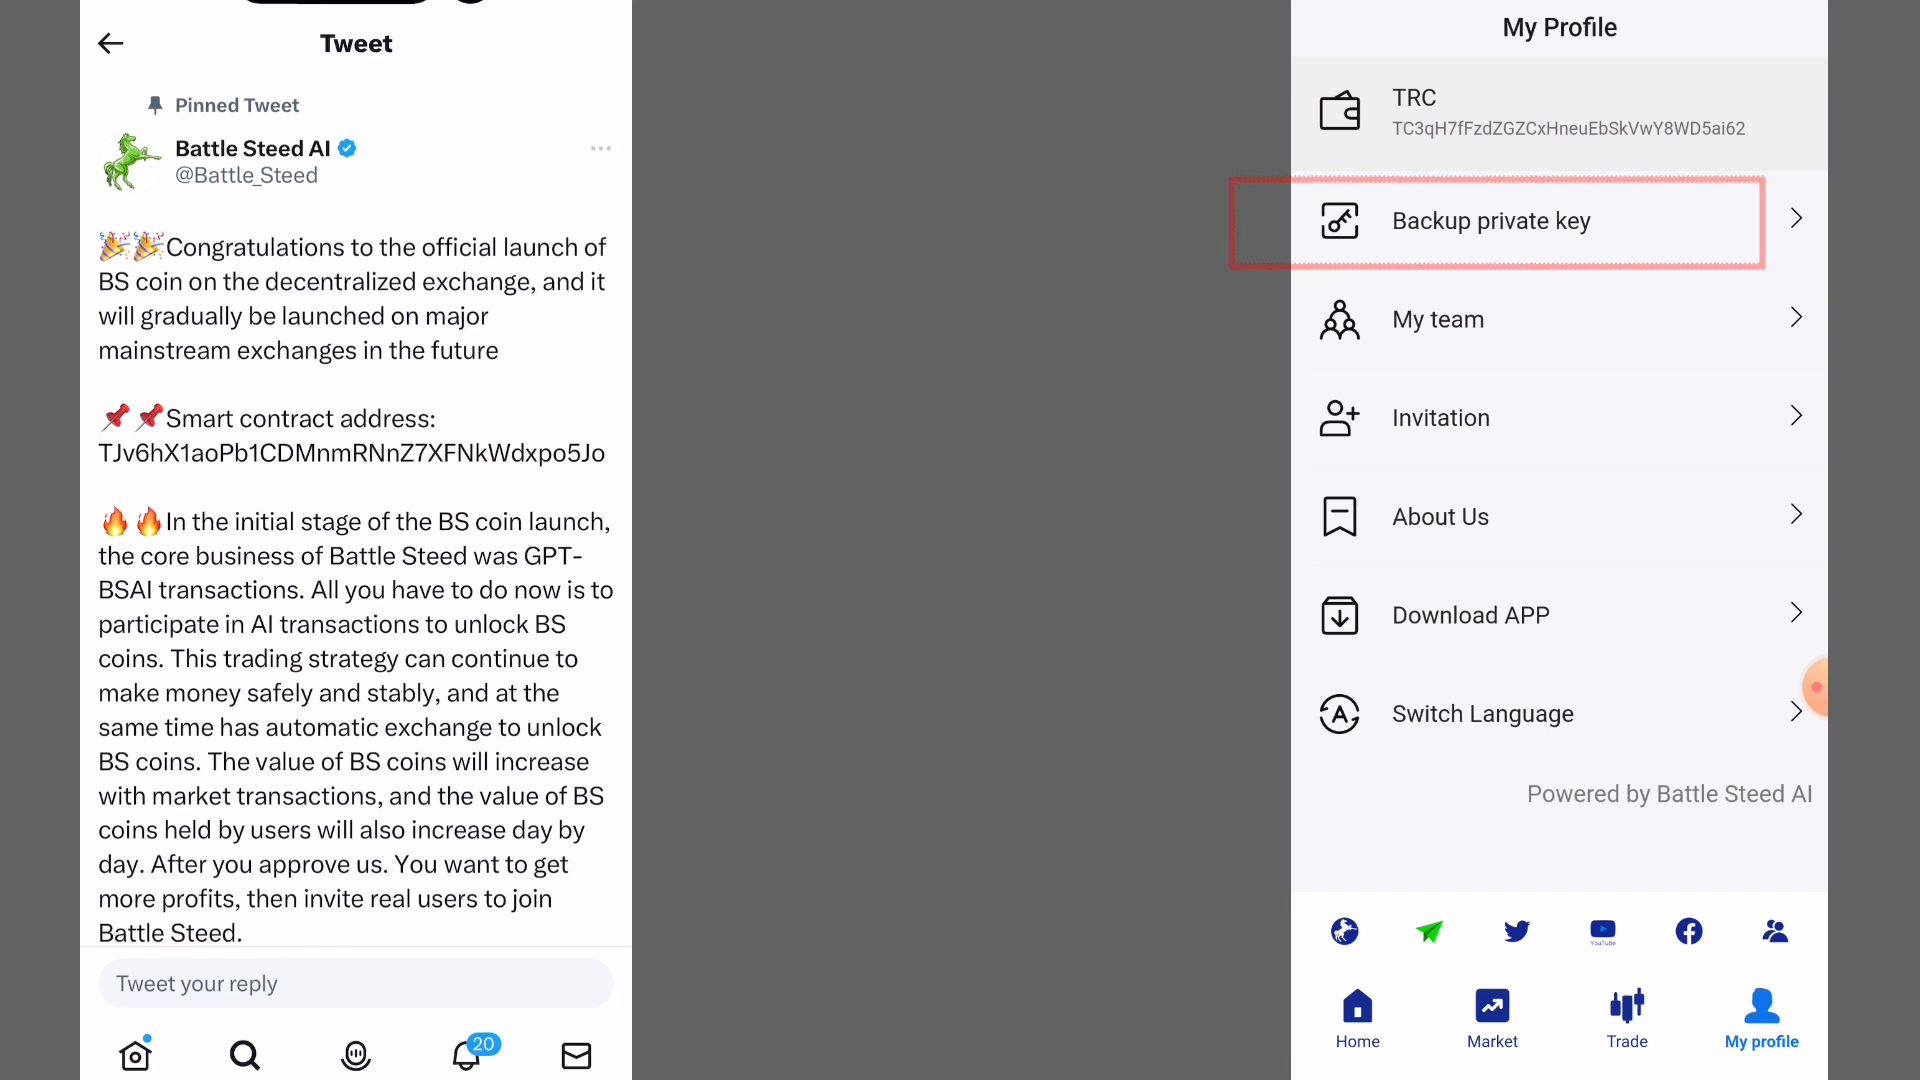 Tweet
Pinned Tweet
Battle Steed AI
@Battle_Steed
🎉🎉Congratulations to the official launch of
BS coin on the decentralized exchange, and it
will gradually be launched on major
mainstream exchanges in the future
📌📌Smart contract address:
TJv6hX1aoPb1CDMnmRNnZ7XFNkWdxpo5Jo
🔥🔥In the initial stage of the BS coin launch,
the core business of Battle Steed was GPT-
BSAI transactions. All you have to do now is to
participate in AI transactions to unlock BS
coins. This trading strategy can continue to
make money safely and stably, and at the
same time has automatic exchange to unlock
BS coins. The value of BS coins will increase
with market transactions, and the value of BS
coins held by users will also increase day by
day. After you approve us. You want to get
more profits, then invite real users to join
Battle Steed.
Tweet your reply
20
My Profile
TRC
TC3qH7fFzdZGZCxHneuEbSkVwY8WD5ai62
Backup private key
My team
Invitation
About Us
Download APP
Switch Language
Powered by Battle Steed AI
YouTube
Home
Market
Trade
My profile